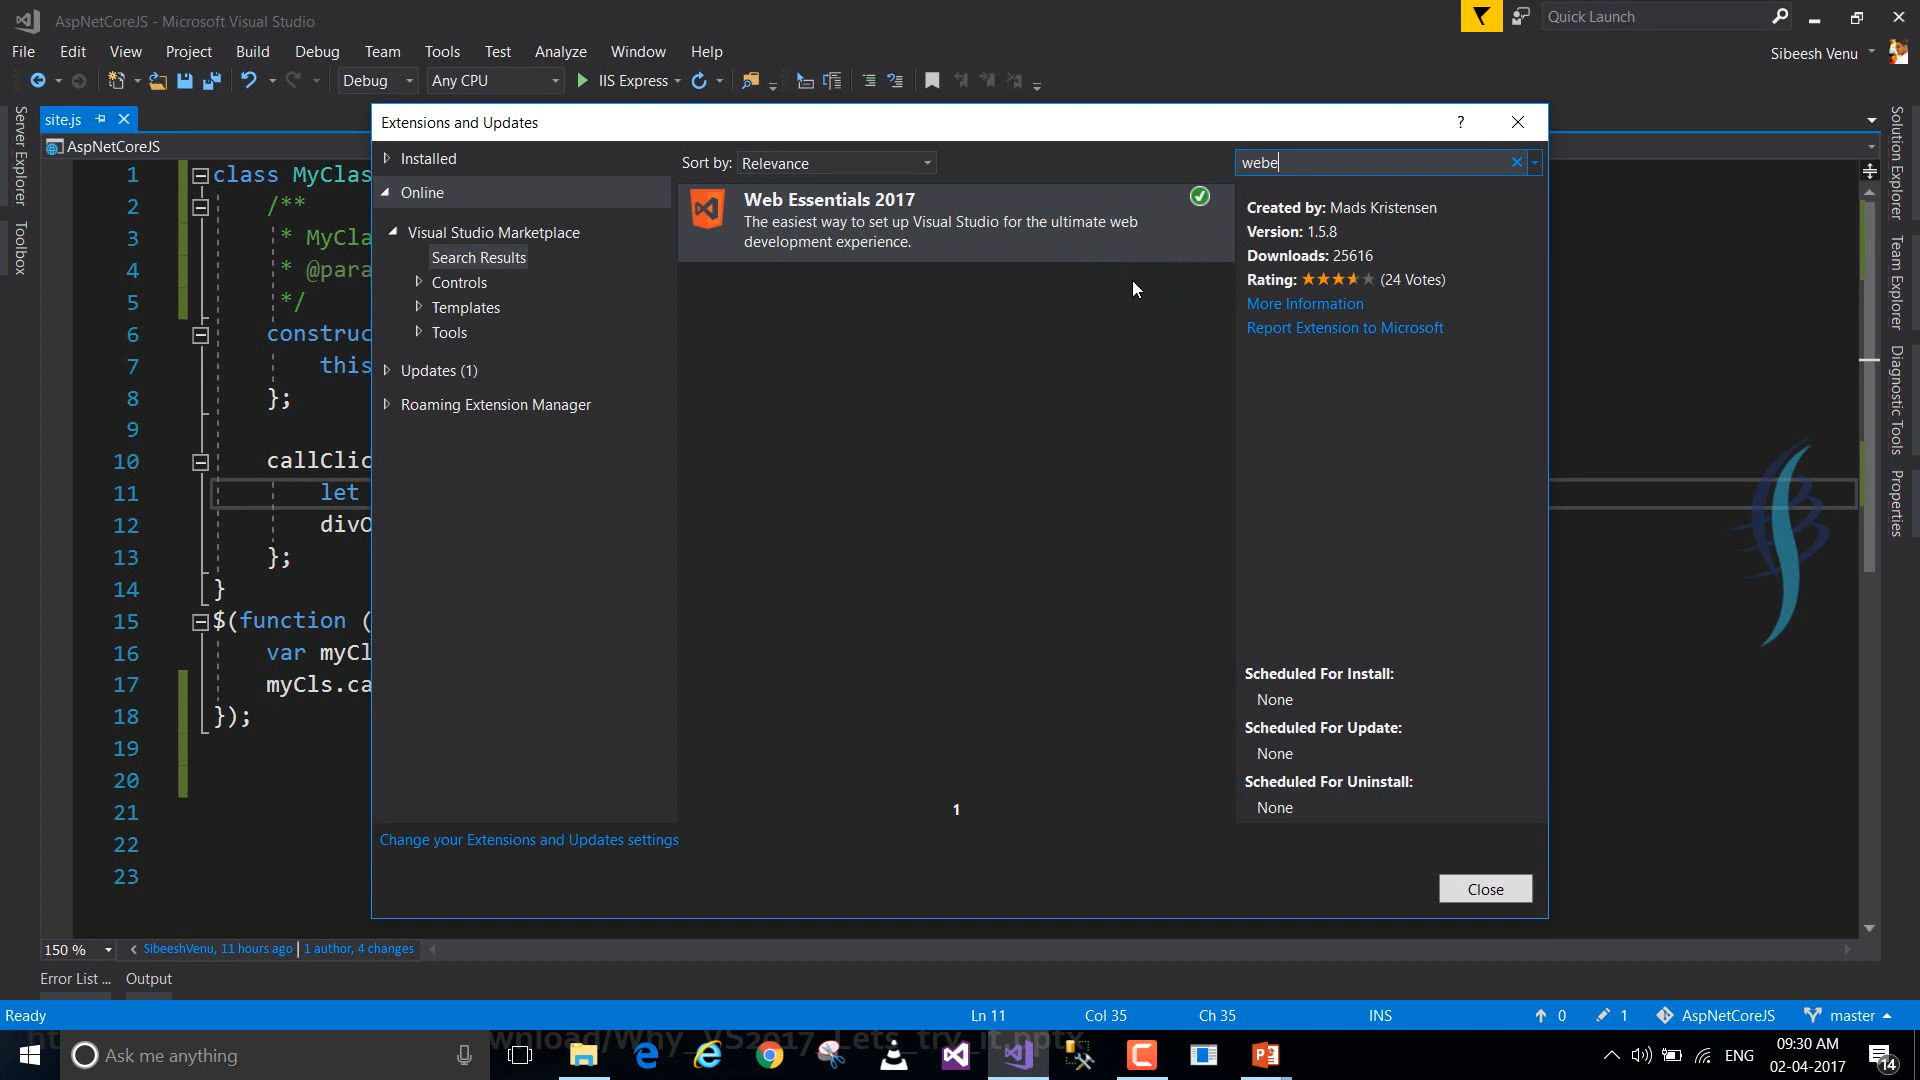 AspNetCoreJS - Microsoft Visual Studio
Quick Launch
File Edit View Project Build Debug Team Tools Test Analyze Window Help
Sibeesh Venu
Debug Any CPU IIS Express
site.js
AspNetCoreJS
Server Explorer
Toolbox
1 class MyClas
2 /**
3 * MyCla
4 * @para
5 */
6 construc
7 this
8 };
9
10 callClic
11 let
12
13 };
14 }
15 $(function (
16 var myCl
17 myCls.ca
18 });
19
20
21
22
23
Extensions and Updates
?
Installed
Online
Visual Studio Marketplace
Search Results
Controls
Templates
Tools
Updates (1)
Roaming Extension Manager
Change your Extensions and Updates settings
Sort by: Relevance
Web Essentials 2017
The easiest way to set up Visual Studio for the ultimate web
development experience.
1
webe
Created by: Mads Kristensen
Version: 1.5.8
Downloads: 25616
Rating: (24 Votes)
More Information
Report Extension to Microsoft
Scheduled For Install:
None
Scheduled For Update:
None
Scheduled For Uninstall:
None
Close
Solution Explorer
Team Explorer
Diagnostic Tools
Properties
150 % SibeeshVenu, 11 hours ago | 1 author, 4 changes
Error List ... Output
Ready Ln 11 Col 35 Ch 35 INS 0 1 AspNetCoreJS master
Ask me anything
ENG
09:30 AM
02-04-2017
14